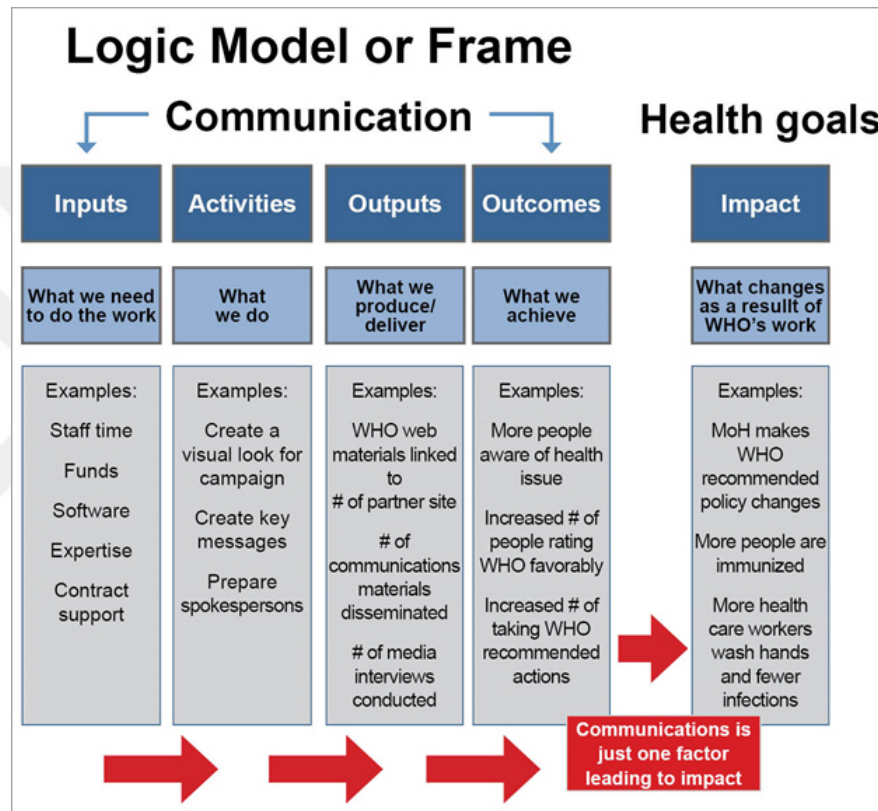 Logic Model or Frame
Communication
Health goals
Inputs
Activities
Outputs
Outcomes
Impact
What we need
to do the work
What
we do
What we
produce/
deliver
What we
achieve
What changes
as a resullt of
WHO's work
Examples:
Staff time
Funds
Software
Expertise
Contract
support
Examples:
Create a
visual look for
campaign
Create key
messages
Prepare
spokespersons
Examples:
WHO web
materials linked
to
# of partner site
# of
communications
materials
disseminated
# of media
interviews
conducted
Examples:
More people
aware of health
issue
Increased # of
people rating
WHO favorably
Increased # of
taking WHO
recommended
actions
Examples:
MoH makes
WHO
recommended
policy changes
More people are
immunized
More health
care workers
wash hands
and fewer
infections
Communications is
just one factor
leading to impact